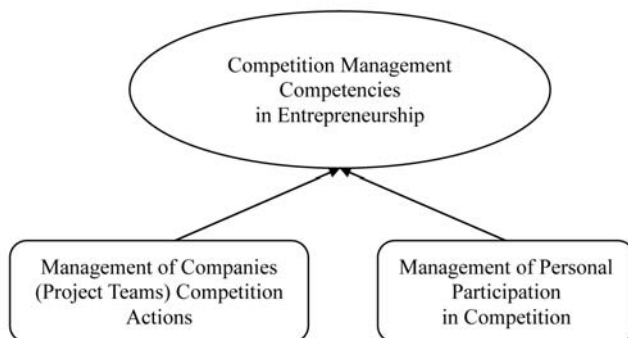 Competition Management
Competencies
in Entrepreneurship
Management of Companies
(Project Teams) Competition
Actions
Management of Personal
Participation
in Competition